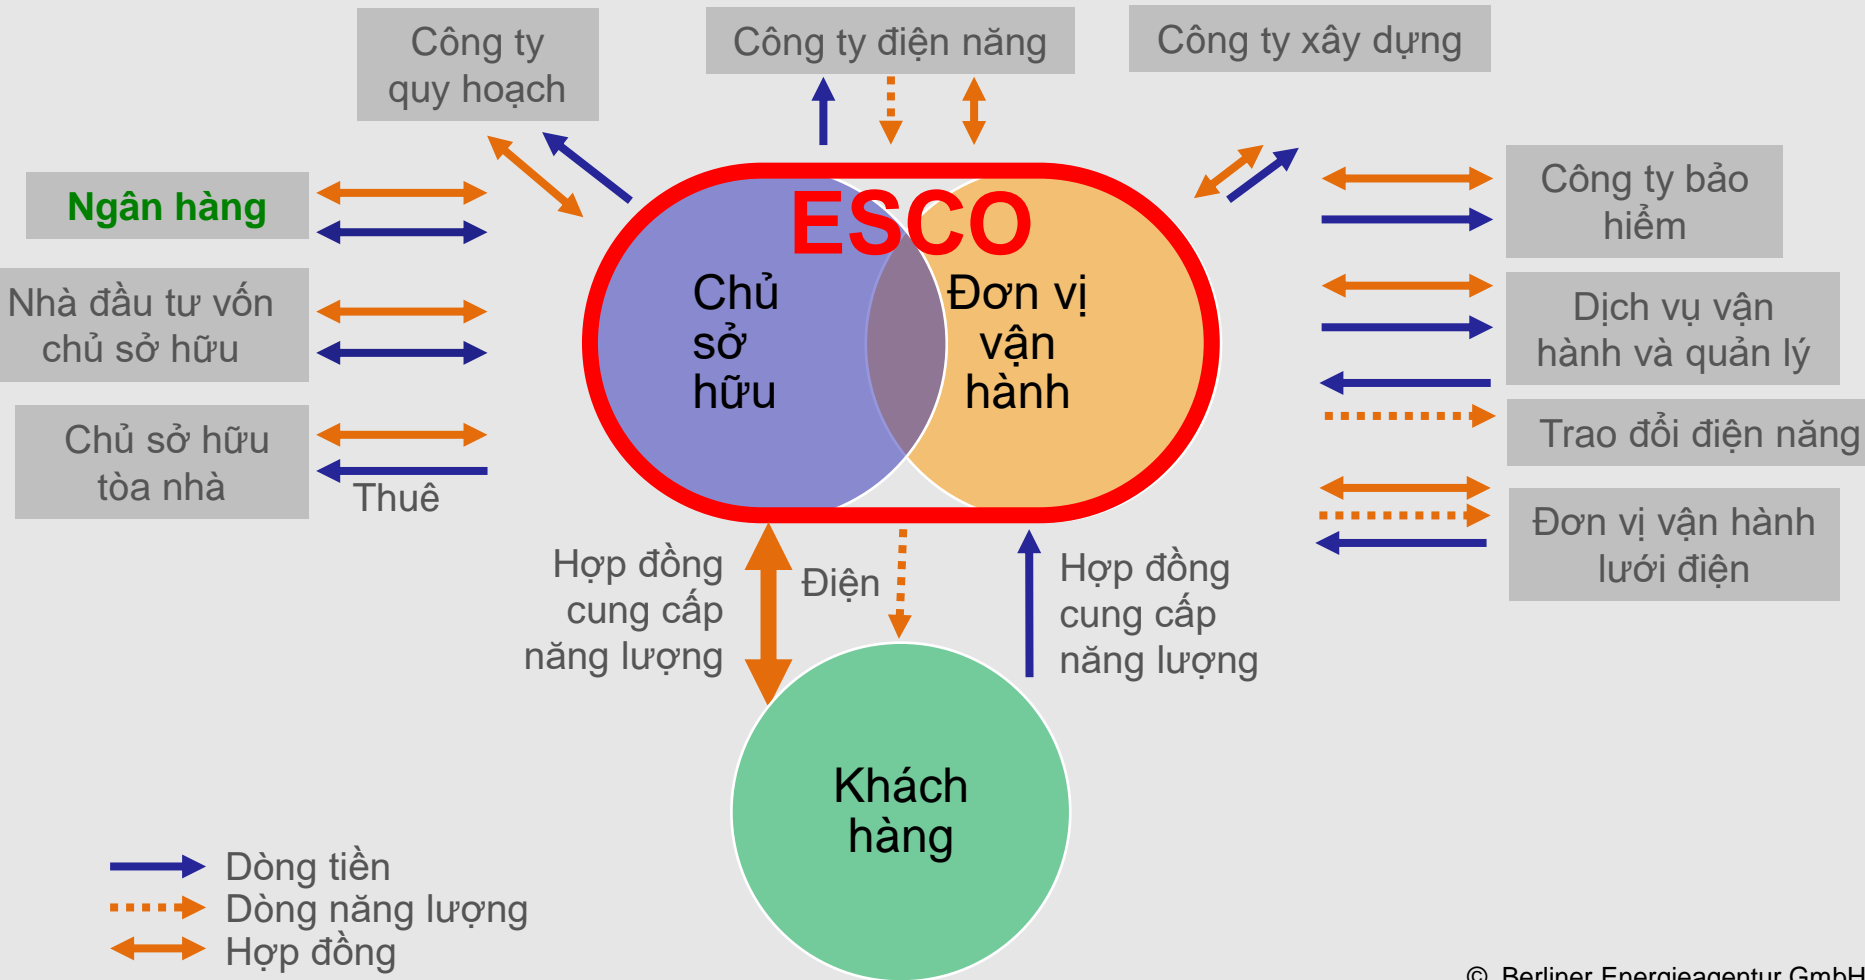 Công ty
quy hoạch
Công ty điện năng
Công ty xây dựng
Ngân hàng
Nhà đầu tư vốn
chủ sở hữu
Chủ sở hữu
tòa nhà
Thuê
ESCO
Chủ
sở
hữu
Đơn vị
vận
hành
Công ty bảo
hiểm
Dịch vụ vận
hành và quản lý
Trao đổi điện năng
Đơn vị vận hành
lưới điện
Hợp đồng
cung cấp
năng lượng
Điện
Hợp đồng
cung cấp
năng lượng
Khách
hàng
Dòng tiền
Dòng năng lượng
Hợp đồng
© Berliner Energieagentur GmbH